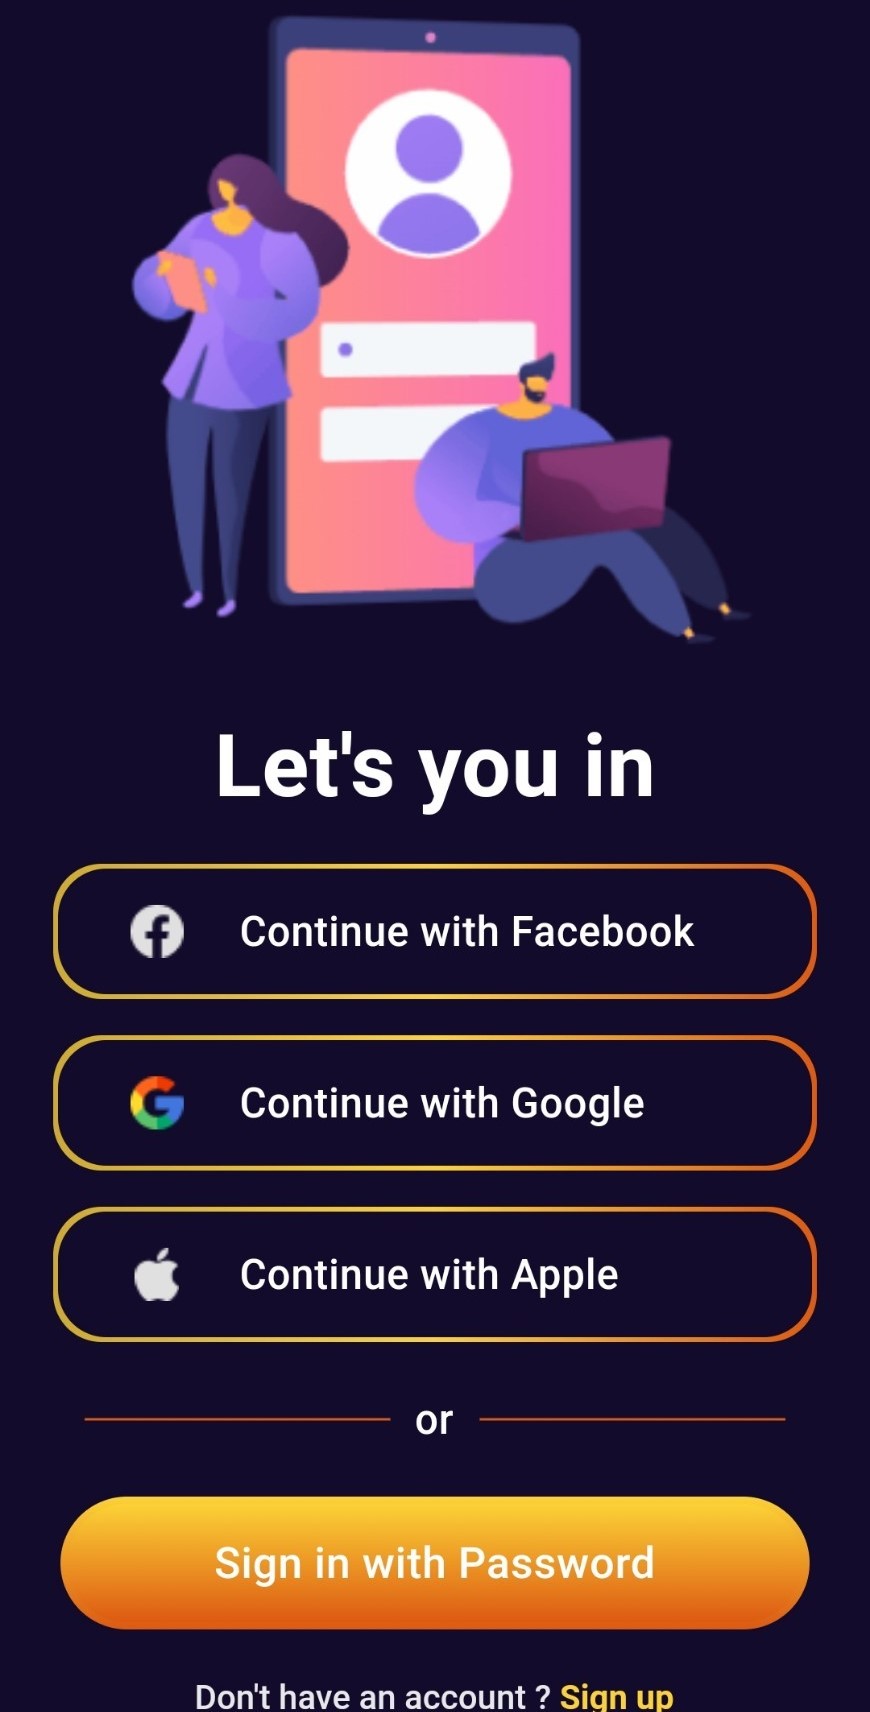 Let's you in
Continue with Facebook
Continue with Google
Continue with Apple
or
Sign in with Password
Don't have an account ? Sign up